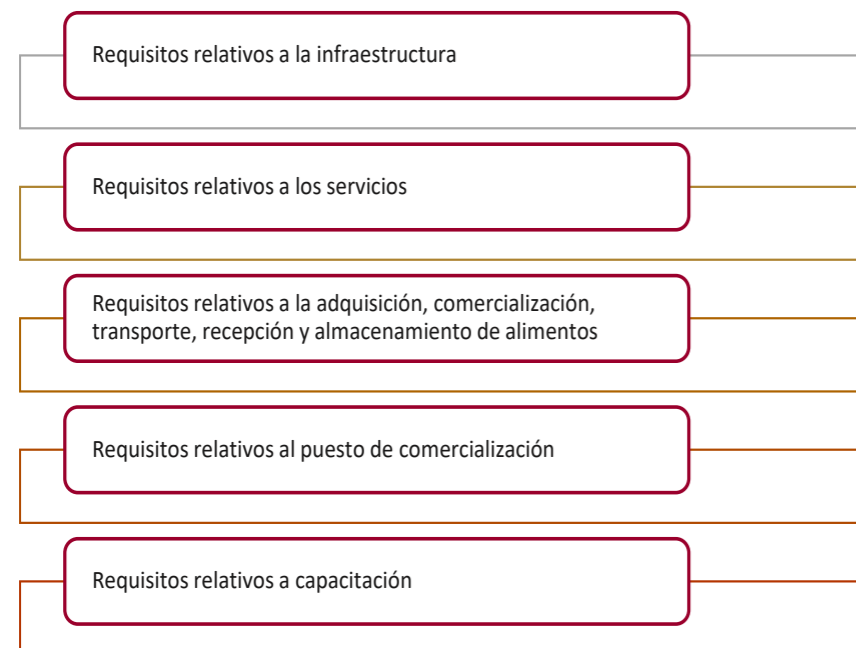 Requisitos relativos a la infraestructura
Requisitos relativos a los servicios
Requisitos relativos a la adquisición, comercialización,
transporte, recepción y almacenamiento de alimentos
Requisitos relativos al puesto de comercialización
Requisitos relativos a capacitación